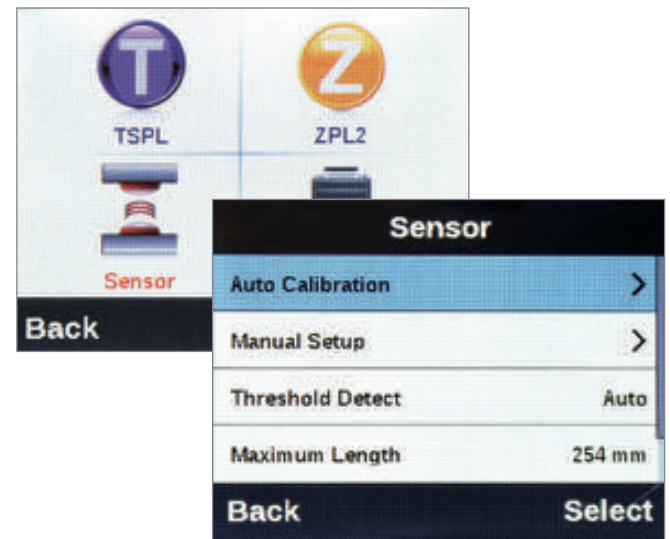 T Z
TSPL ZPL2
Sensor
Back
Sensor
Auto Calibration >
Manual Setup >
Threshold Detect Auto
Maximum Length 254 mm
Back Select